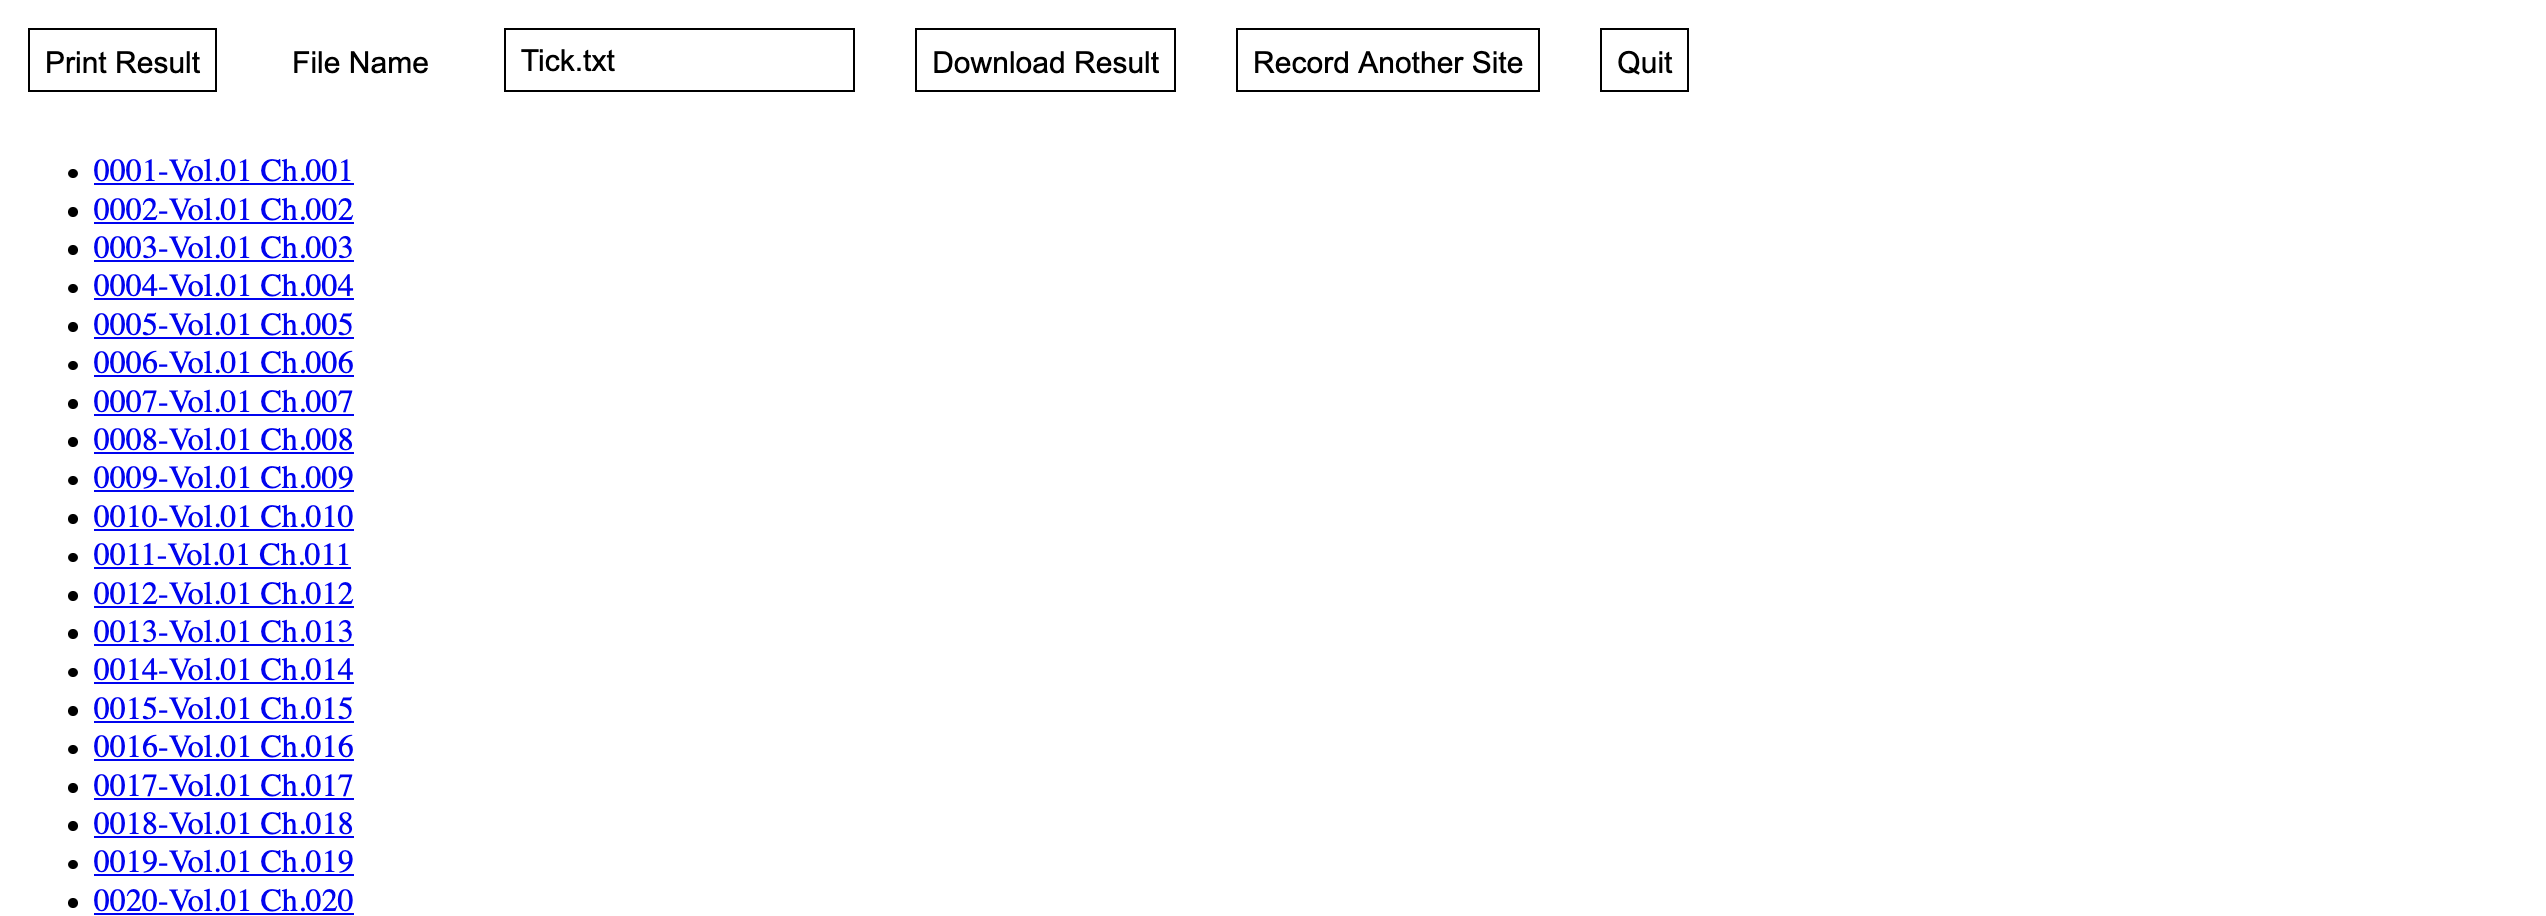 Print Result File Name Tick.txt Download Result Record Another Site Quit
0001-Vol.01 Ch.001
0002-Vol.01 Ch.002
0003-Vol.01 Ch.003
0004-Vol.01 Ch.004
0005-Vol.01 Ch.005
0006-Vol.01 Ch.006
0007-Vol.01 Ch.007
0008-Vol.01 Ch.008
0009-Vol.01 Ch.009
0010-Vol.01 Ch.010
0011-Vol.01 Ch.011
0012-Vol.01 Ch.012
0013-Vol.01 Ch.013
0014-Vol.01 Ch.014
0015-Vol.01 Ch.015
0016-Vol.01 Ch.016
0017-Vol.01 Ch.017
0018-Vol.01 Ch.018
0019-Vol.01 Ch.019
0020-Vol.01 Ch.020